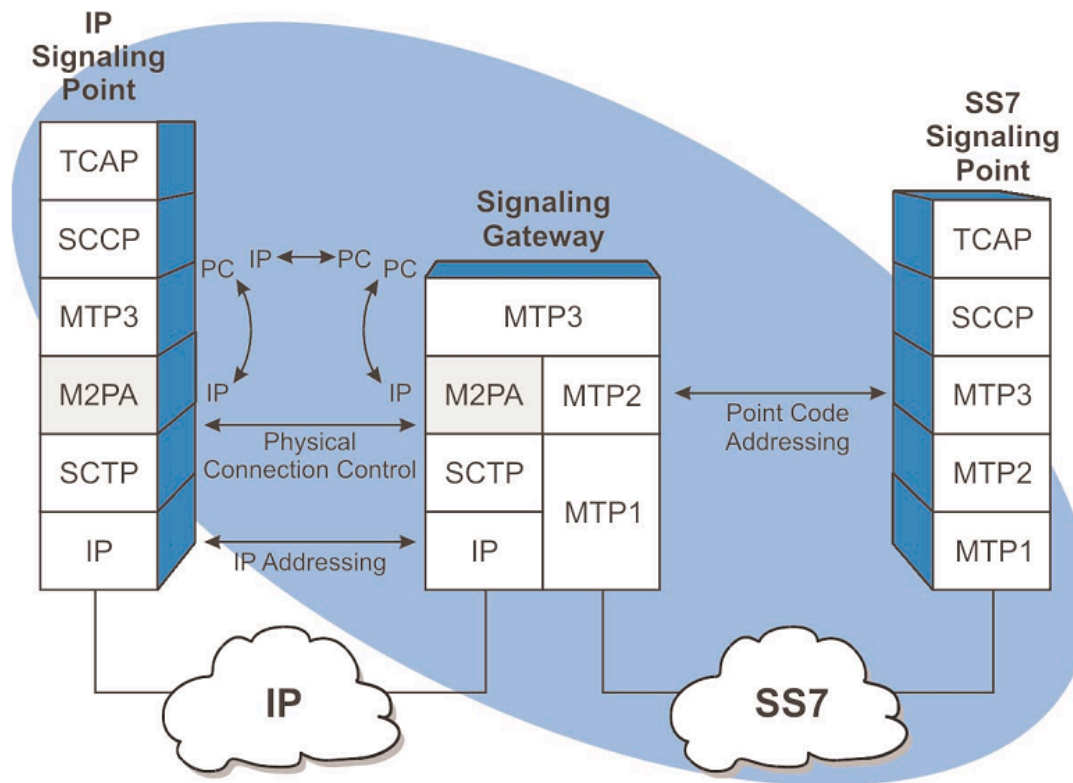 IP
Signaling
Point
TCAP
SCCP
MTP3
M2PA
SCTP
IP
PC
IP
PC
PC
IP
IP
Physical
Connection Control
IP Addressing
Signaling
Gateway
MTP3
M2PA
MTP2
SCTP
MTP1
IP
Point Code
Addressing
SS7
Signaling
Point
TCAP
SCCP
MTP3
MTP2
MTP1
IP
SS7